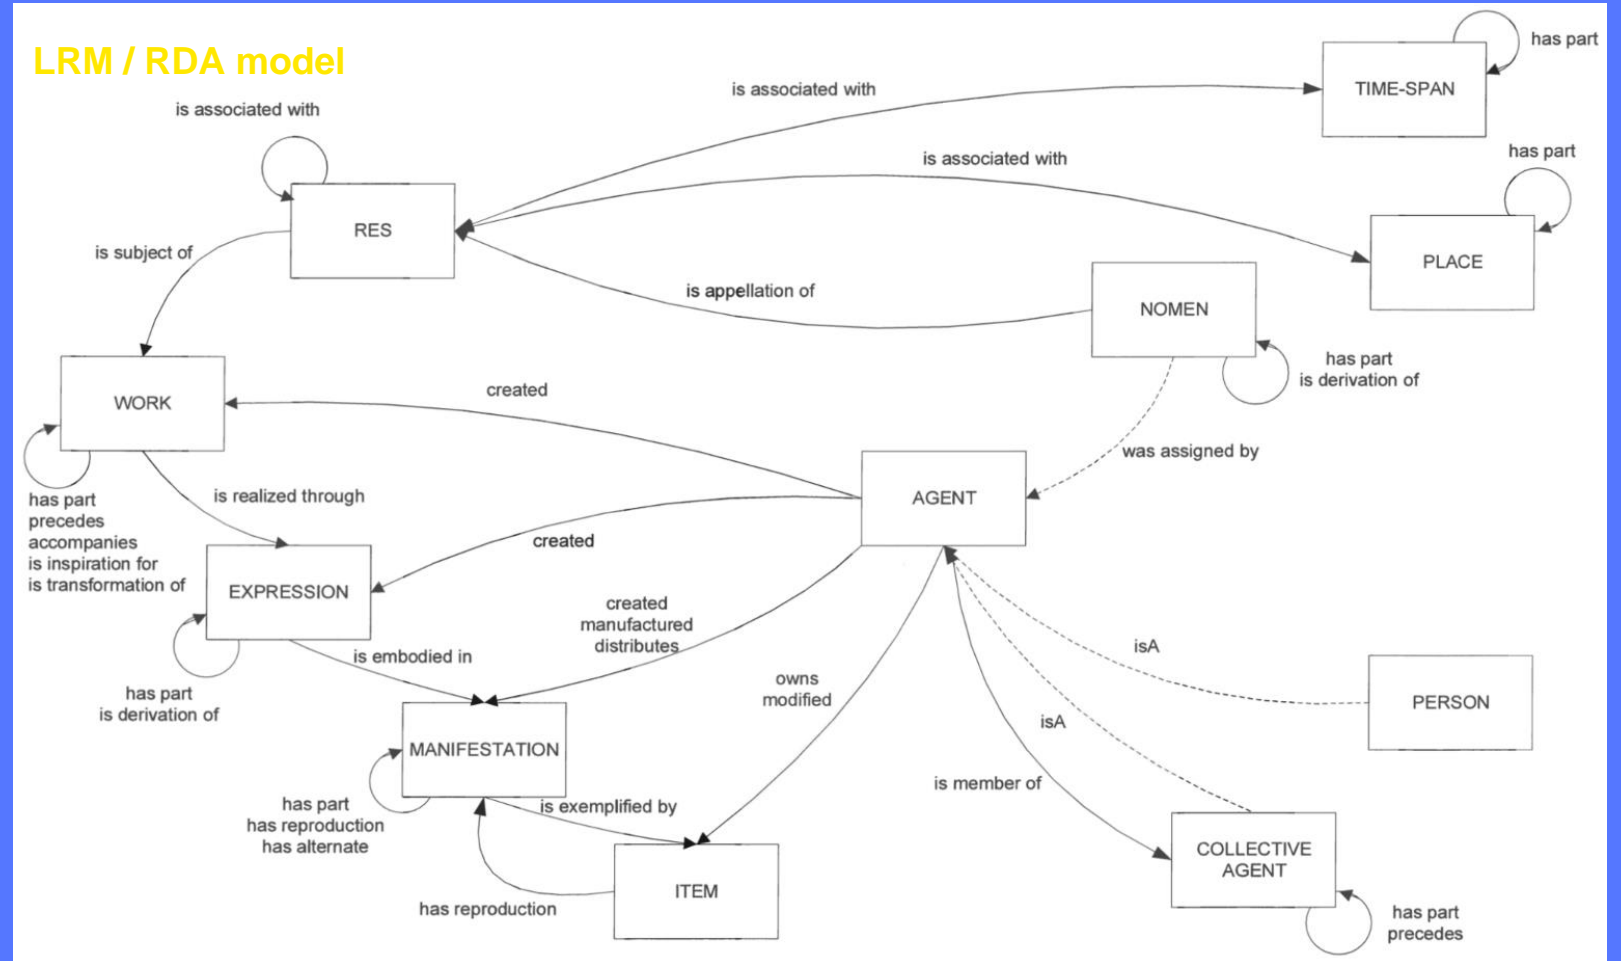 LRM / RDA model
has part
is associated with
TIME-SPAN
is associated with
is associated with
has part
RES
is subject of
PLACE
is appellation of
NOMEN
has part
is derivation of
created
WORK
was assigned by
is realized through
AGENT
has part
precedes
accompanies
is inspiration for
is transformation of
created
EXPRESSION
created
manufactured
distributes
is embodied in
isA
owns
modified
PERSON
has part
is derivation of
isA
MANIFESTATION
is member of
is exemplified by
has part
has reproduction
has alternate
COLLECTIVE
AGENT
ITEM
has reproduction
has part
precedes